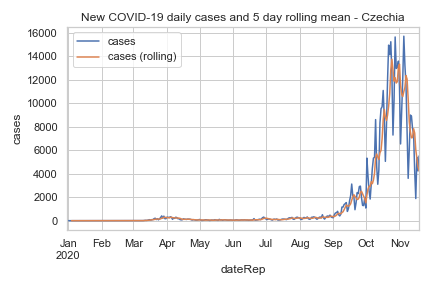 New COVID-19 daily cases and 5 day rolling mean - Czechia
cases
cases (rolling)
16000
14000
12000
10000
8000
6000
4000
2000
0
cases
Jan Feb Mar Apr May Jun Jul Aug Sep Oct Nov
2020
dateRep